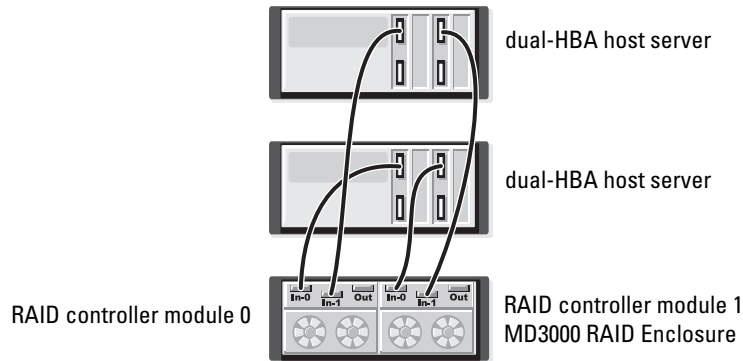 dual-HBA host server
dual-HBA host server
In-0 In-1 Out In-0 In-1 Out
RAID controller module 0
RAID controller module 1
MD3000 RAID Enclosure